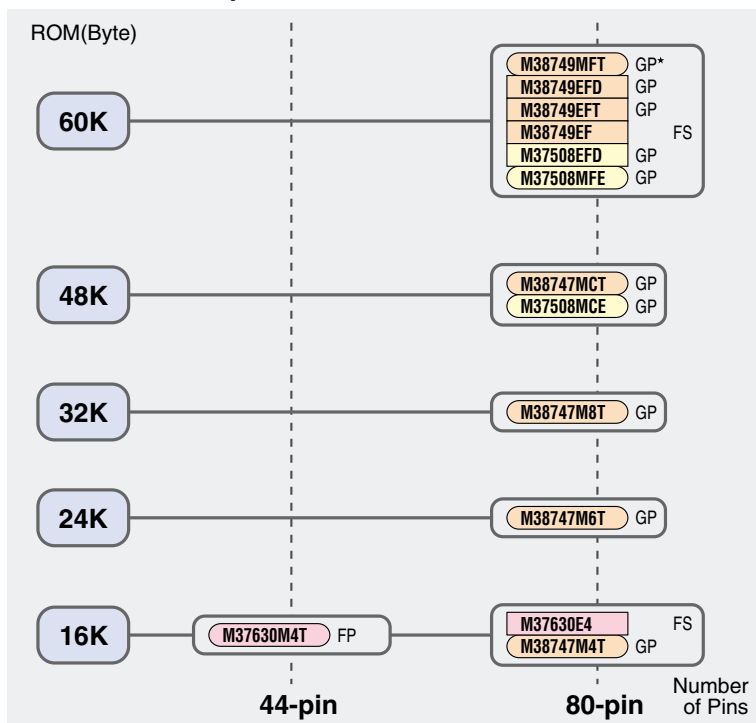 ROM(Byte)
60K
M38749MFT GP★
M38749EFD GP
M38749EFT GP
M38749EF FS
M37508EFD GP
M37508MFE GP
48K
M38747MCT GP
M37508MCE GP
32K
M38747M8T GP
24K
M38747M6T GP
16K
M37630M4T FP
M37630E4 FS
M38747M4T GP
44-pin
80-pin
Number
of Pins